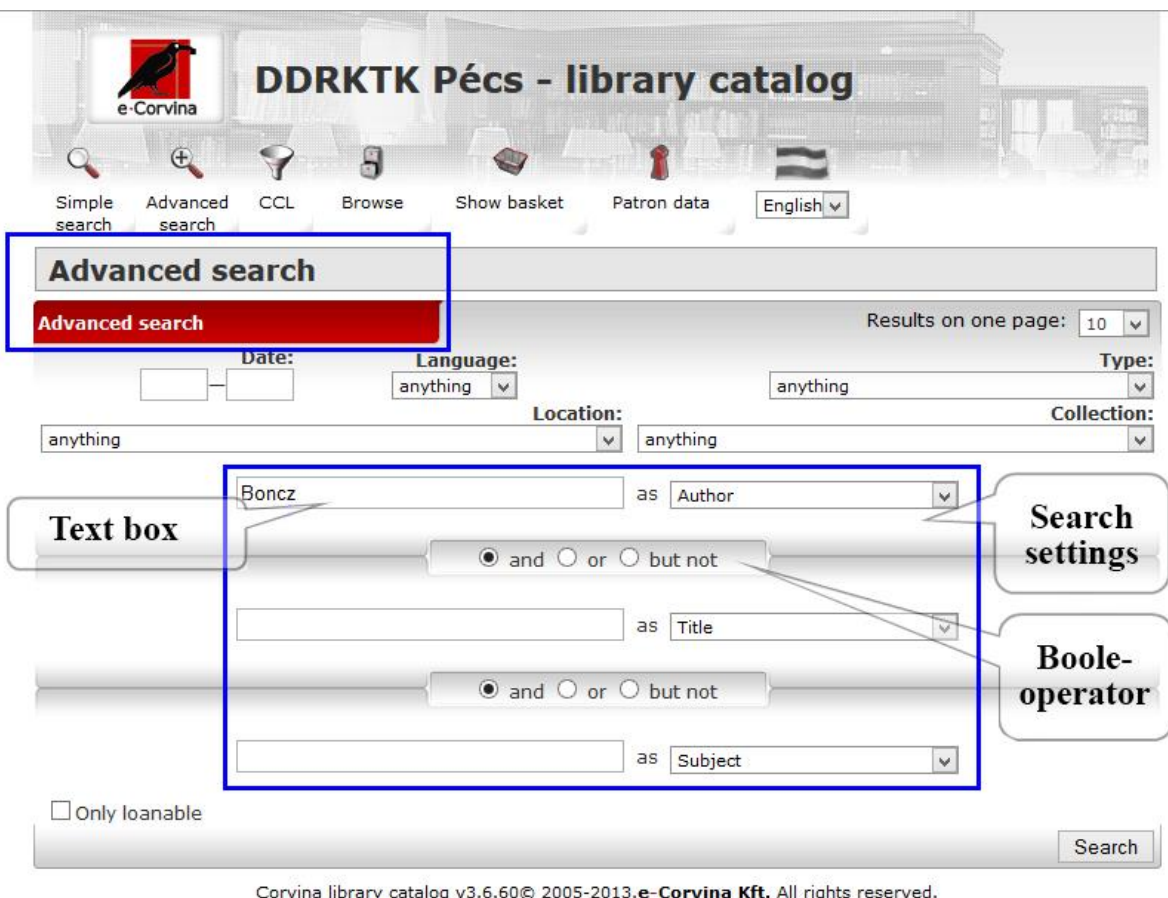 e-Corvina
DDRKTK Pécs - library catalog
Simple search
Advanced search
CCL
Browse
Show basket
Patron data
English
Advanced search
Advanced search
Results on one page: 10
Date:
Language:
Type:
–
anything
anything
Location:
Collection:
anything
anything
Boncz as Author
Text box
Search settings
and or but not
as Title
Boole-operator
and or but not
as Subject
Only loanable
Search
Corvina library catalog v3.6.60© 2005-2013.e-Corvina Kft. All rights reserved.